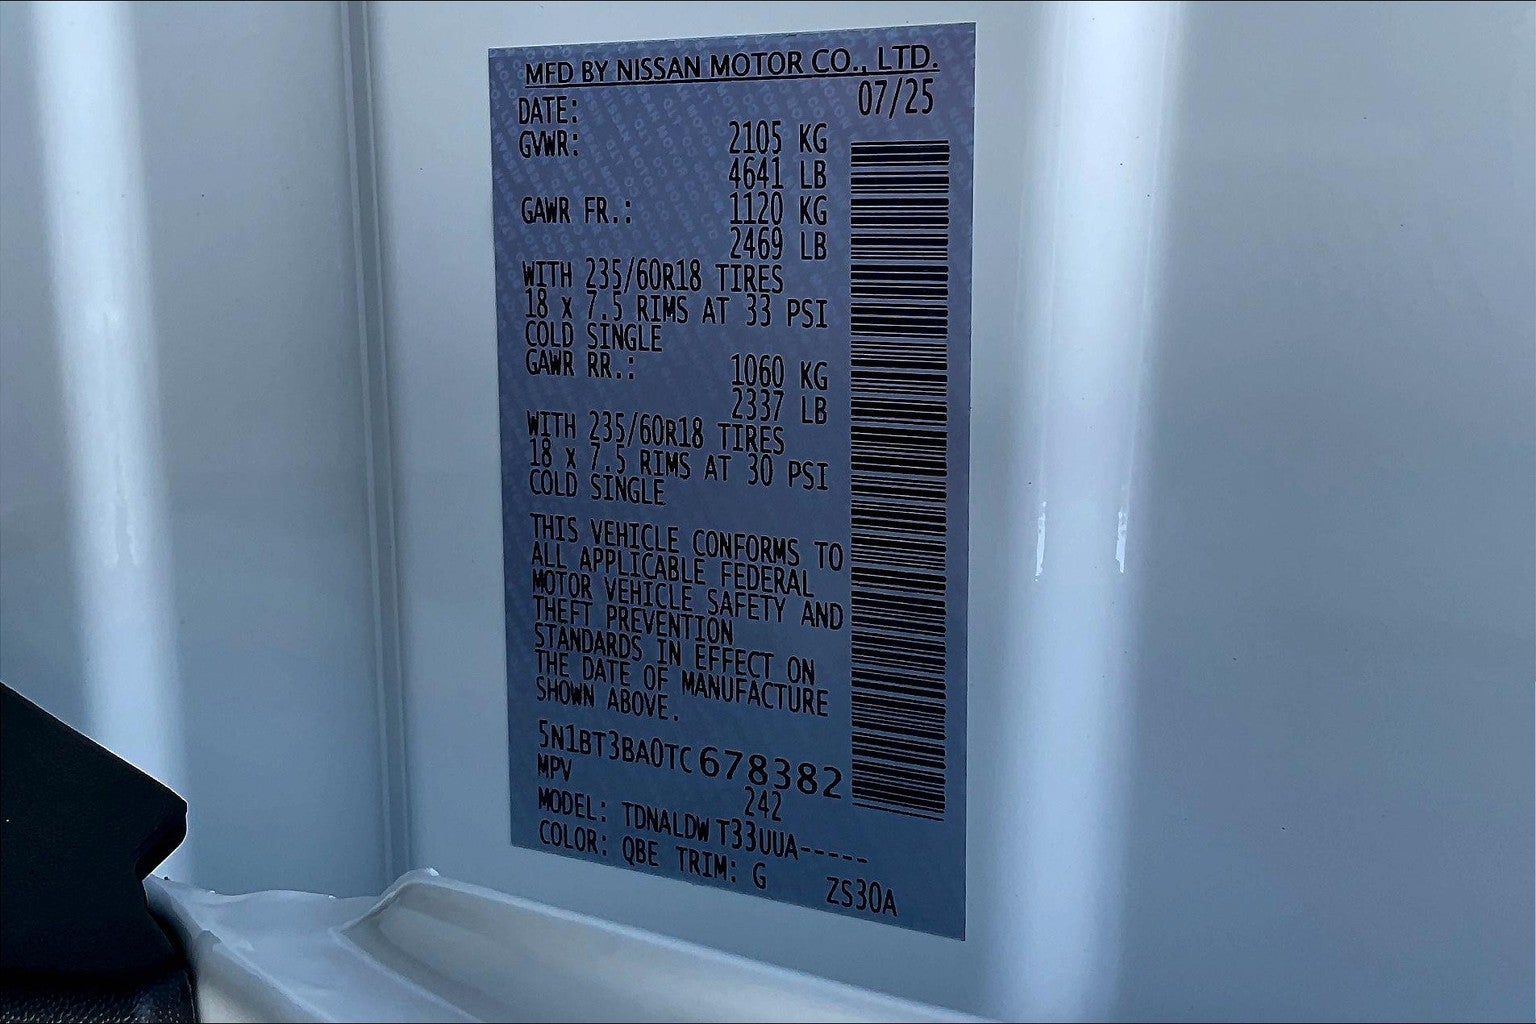 MFD BY NISSAN MOTOR CO., LTD.
DATE: 07/25
GVWR: 2105 KG
4641 LB
GAWR FR.: 1120 KG
2469 LB
WITH 235/60R18 TIRES
18 X 7.5 RIMS AT 33 PSI
COLD SINGLE
GAWR RR.: 1060 KG
2337 LB
WITH 235/60R18 TIRES
18 X 7.5 RIMS AT 30 PSI
COLD SINGLE
THIS VEHICLE CONFORMS TO
ALL APPLICABLE FEDERAL
MOTOR VEHICLE SAFETY AND
THEFT PREVENTION
STANDARDS IN EFFECT ON
THE DATE OF MANUFACTURE
SHOWN ABOVE.
5N1BT3BA0TC678382
MPV 242
MODEL: TDNALDWT33UUA-----
COLOR: QBE TRIM: G ZS30A